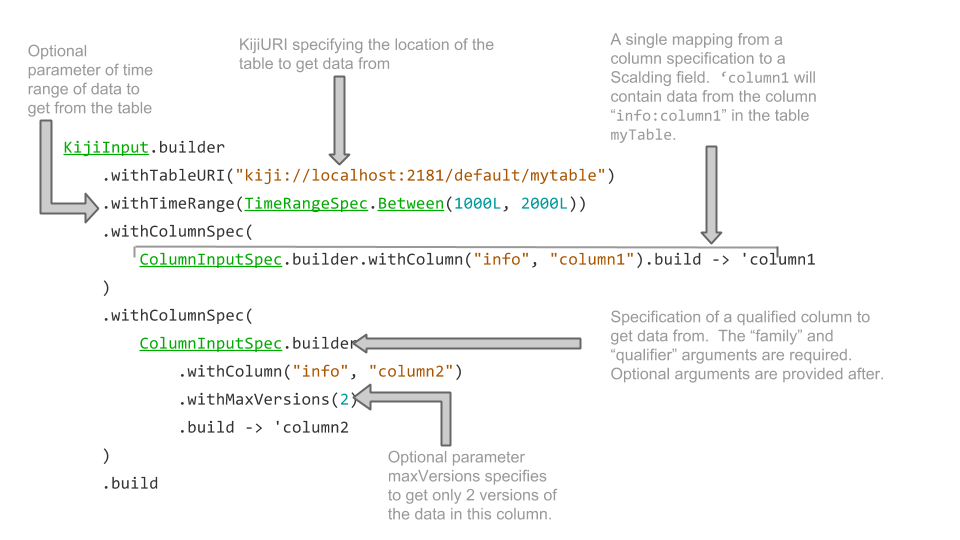 Optional
parameter of time
range of data to
get from the table
KijiURI specifying the location of the
table to get data from
A single mapping from a
column specification to a
Scalding field. ‘column1 will
contain data from the column
“info:column1” in the table
myTable.
KijiInput.builder
.withTableURI("kiji://localhost:2181/default/mytable")
.withTimeRange(TimeRangeSpec.Between(1000L, 2000L))
.withColumnSpec(
ColumnInputSpec.builder.withColumn("info", "column1").build -> 'column1
)
.withColumnSpec(
ColumnInputSpec.builder
.withColumn("info", "column2")
.withMaxVersions(2)
.build -> 'column2
)
.build
Specification of a qualified column to
get data from. The “family” and
“qualifier” arguments are required.
Optional arguments are provided after.
Optional parameter
maxVersions specifies
to get only 2 versions of
the data in this column.